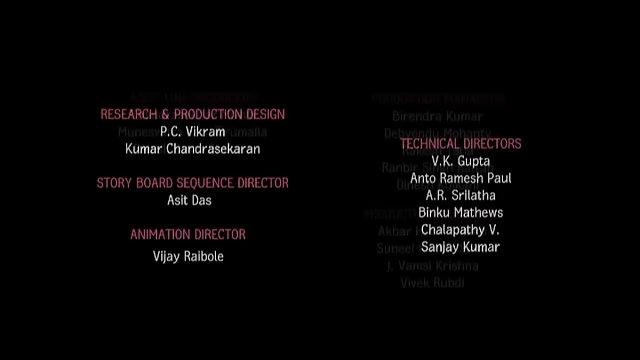 RESEARCH & PRODUCTION DESIGN
P.C. Vikram
Kumar Chandrasekaran
STORY BOARD SEQUENCE DIRECTOR
Asit Das
ANIMATION DIRECTOR
Vijay Raibole
Birendra Kumar
TECHNICAL DIRECTORS
V.K. Gupta
Anto Ramesh Paul
A.R. Srilatha
Binku Mathews
Chalapathy V.
Sanjay Kumar
J. Vamsi Krishna
Vivek Rubdi